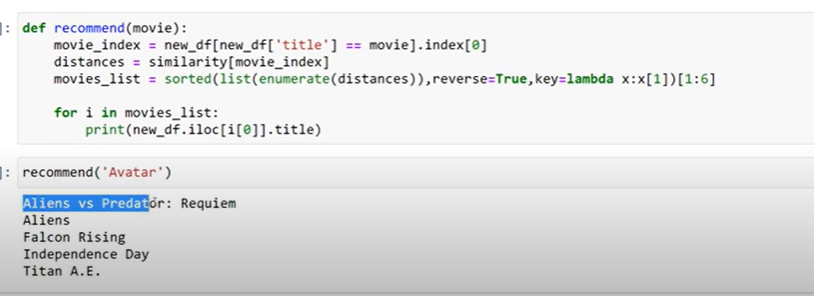 ]: def recommend(movie):
movie_index = new_df[new_df['title'] == movie].index[0]
distances = similarity[movie_index]
movies_list = sorted(list(enumerate(distances)),reverse=True,key=lambda x:x[1])[1:6]
for i in movies_list:
print(new_df.iloc[i[0]].title)
]: recommend('Avatar')
Aliens vs Predator: Requiem
Aliens
Falcon Rising
Independence Day
Titan A.E.